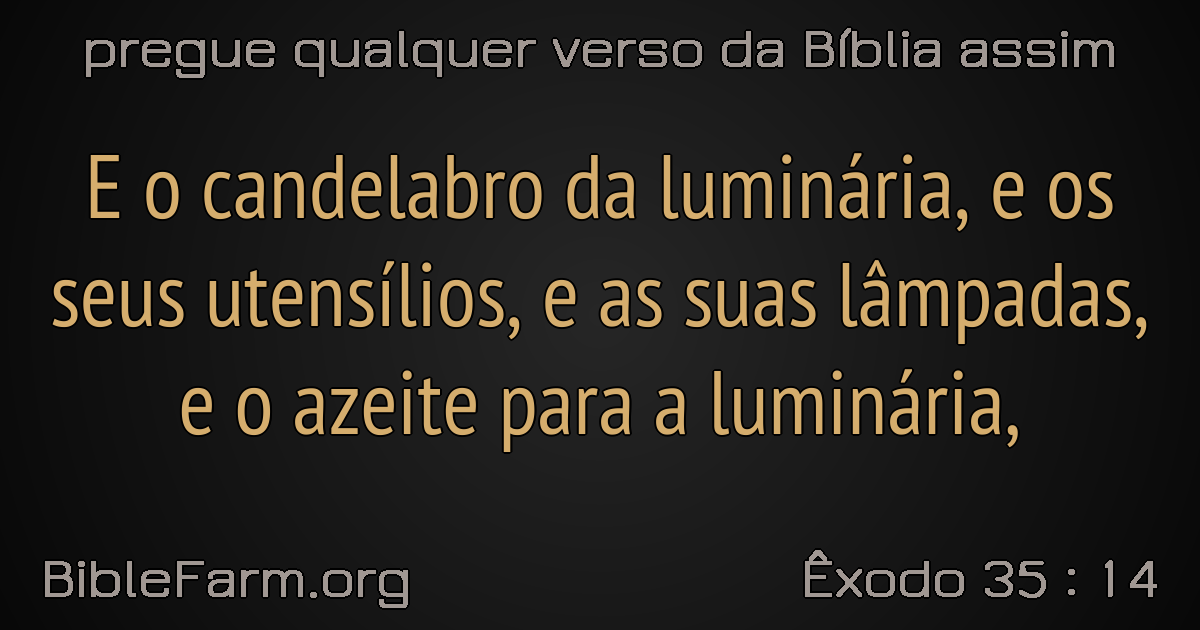 pregue qualquer verso da Bíblia assim
E o candelabro da luminária, e os
seus utensílios, e as suas lâmpadas,
e o azeite para a luminária,
BibleFarm.org
Êxodo 35 : 14